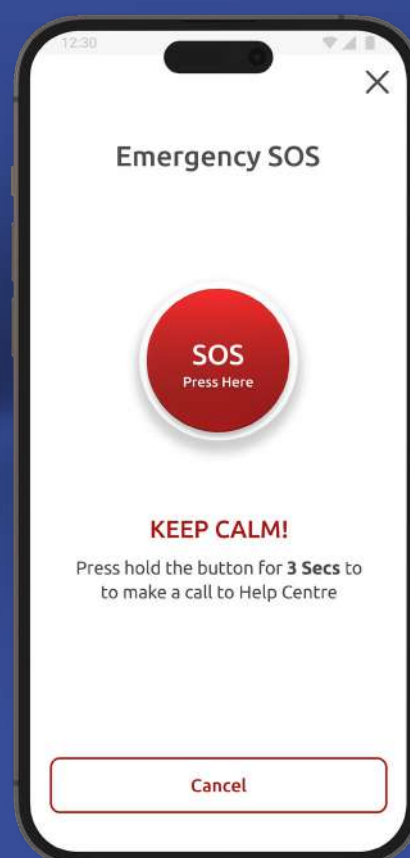 12:30
Emergency SOS
SOS
Press Here
KEEP CALM!
Press hold the button for 3 Secs to
to make a call to Help Centre
Cancel